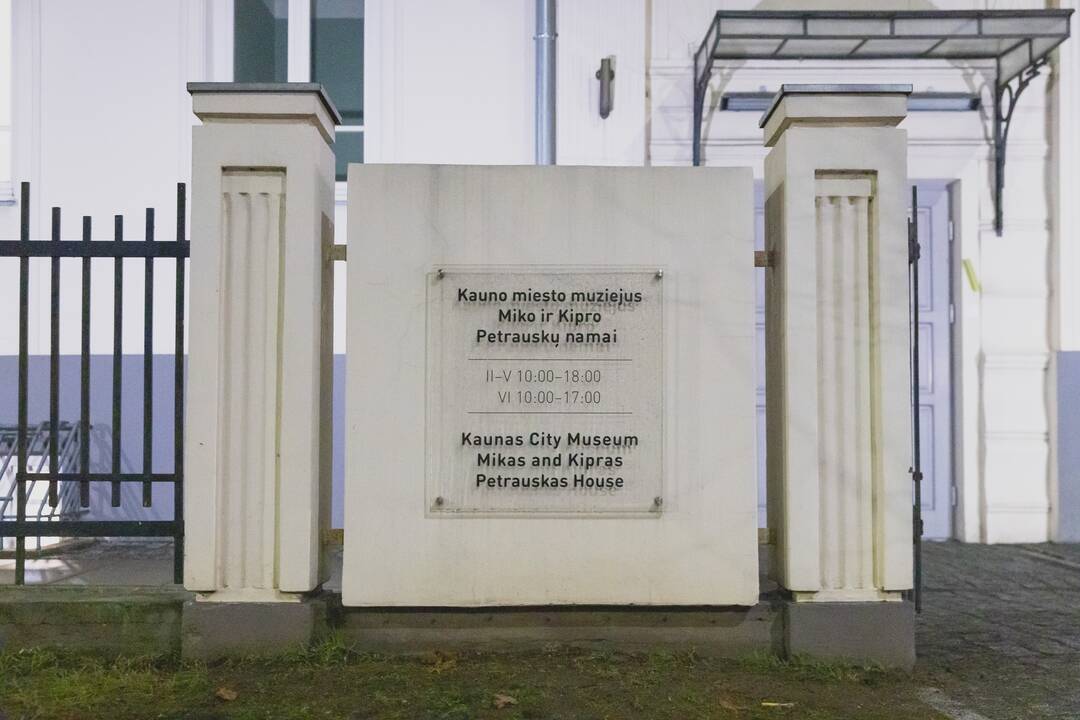 Kauno miesto muziejus
Miko ir Kipro
Petrauskų namai
II–V 10:00–18:00
VI 10:00–17:00
Kaunas City Museum
Mikas and Kipras
Petrauskas House